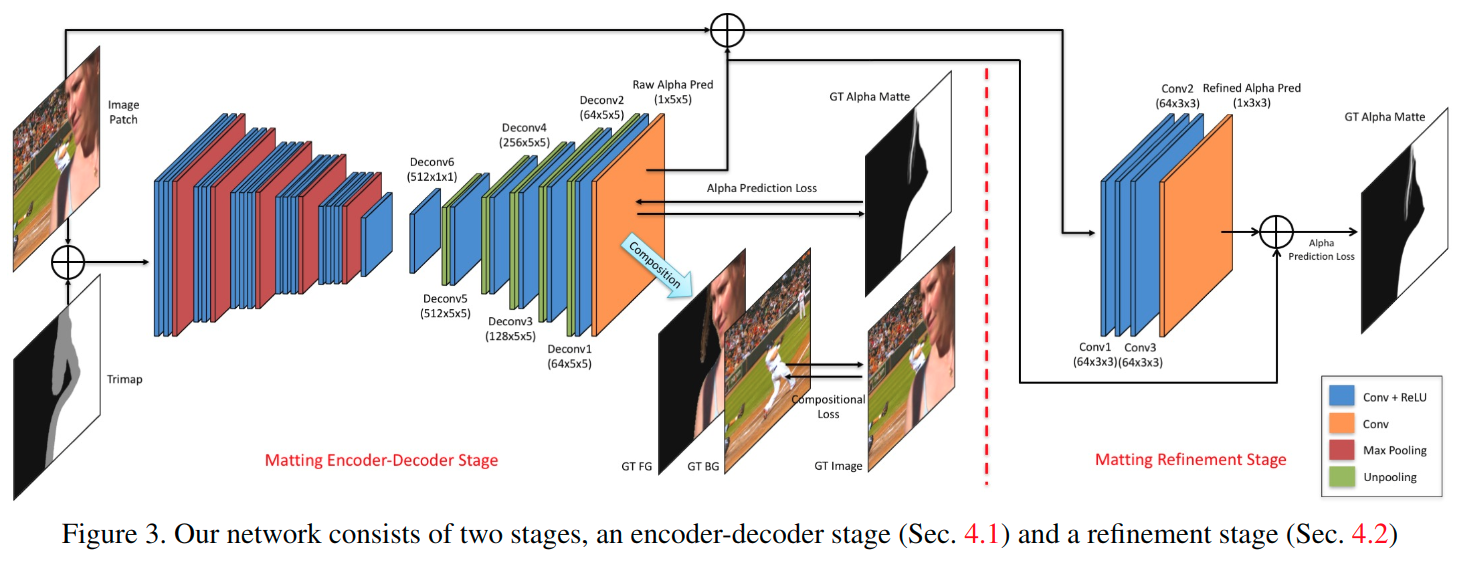 Image
Patch
Trimap
Deconv6
(512x1x1)
Deconv5
(512x5x5)
Deconv4
(256x5x5)
Deconv3
(128x5x5)
Deconv2
(64x5x5)
Deconv1
(64x5x5)
Raw Alpha Pred
(1x5x5)
Alpha Prediction Loss
GT Alpha Matte
Composition
GT FG
GT BG
Compositional
Loss
GT Image
Matting Encoder-Decoder Stage
Conv1
(64x3x3)
Conv2
(64x3x3)
Conv3
(64x3x3)
Refined Alpha Pred
(1x3x3)
Alpha
Prediction Loss
GT Alpha Matte
Matting Refinement Stage
Conv + ReLU
Conv
Max Pooling
Unpooling
Figure 3. Our network consists of two stages, an encoder-decoder stage (Sec. 4.1) and a refinement stage (Sec. 4.2)